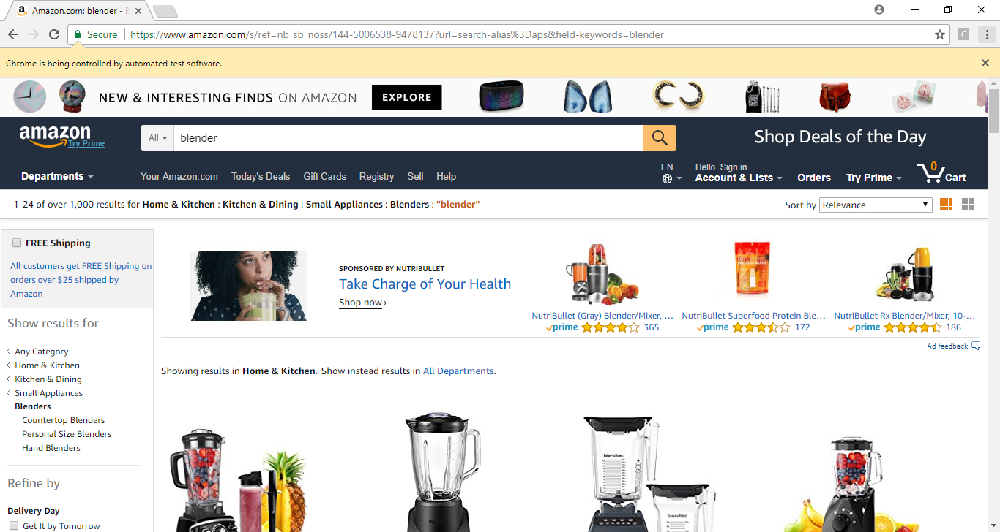 Amazon.com: blender -
Secure
https://www.amazon.com/s/ref=nb_sb_noss/144-5006538-9478137?url=search-alias%3Daps&field-keywords=blender
C
Chrome is being controlled by automated test software.
NEW & INTERESTING FINDS ON AMAZON
EXPLORE
amazon
Try Prime
All
blender
Shop Deals of the Day
Departments
Your Amazon.com
Today's Deals
Gift Cards
Registry
Sell
Help
EN
Hello. Sign in
Account & Lists
Orders
Try Prime
0
Cart
1-24 of over 1,000 results for Home & Kitchen : Kitchen & Dining : Small Appliances : Blenders : "blender"
Sort by
Relevance
FREE Shipping
All customers get FREE Shipping on
orders over $25 shipped by
Amazon
Show results for
Any Category
Home & Kitchen
Kitchen & Dining
Small Appliances
Blenders
Countertop Blenders
Personal Size Blenders
Hand Blenders
Refine by
Delivery Day
Get It by Tomorrow
SPONSORED BY NUTRIBULLET
Take Charge of Your Health
Shop now ›
NutriBullet (Gray) Blender/Mixer, ...
prime
365
SUPERFOOD
PROTEIN BLEND
NutriBullet Superfood Protein Ble...
prime
172
NutriBullet Rx Blender/Mixer, 10-...
prime
186
Ad feedback
Showing results in Home & Kitchen. Show instead results in All Departments.
blendtec
WILDSIDE+
blendtec